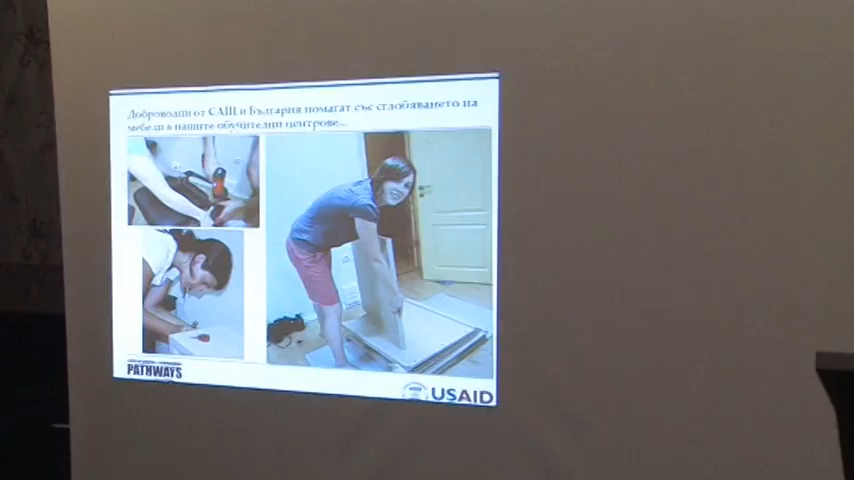 Доброволци от САЩ и България помагат със сглобяването на
мебели в нашите обучителни центрове...
PATHWAYS
USAID